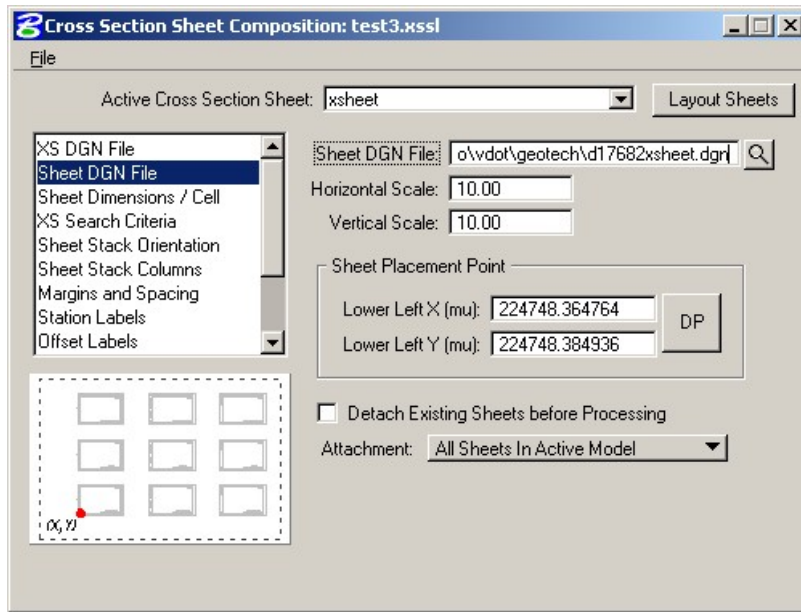 Cross Section Sheet Composition: test3.xssl
File
Active Cross Section Sheet: xsheet Layout Sheets
XS DGN File
Sheet DGN File
Sheet Dimensions / Cell
XS Search Criteria
Sheet Stack Orientation
Sheet Stack Columns
Margins and Spacing
Station Labels
Offset Labels
Sheet DGN File: o\vdot\geotech\d17682xsheet.dgn
Horizontal Scale: 10.00
Vertical Scale: 10.00
Sheet Placement Point
Lower Left X (mu): 224748.364764
Lower Left Y (mu): 224748.384936
DP
Detach Existing Sheets before Processing
Attachment: All Sheets In Active Model
(X,Y)